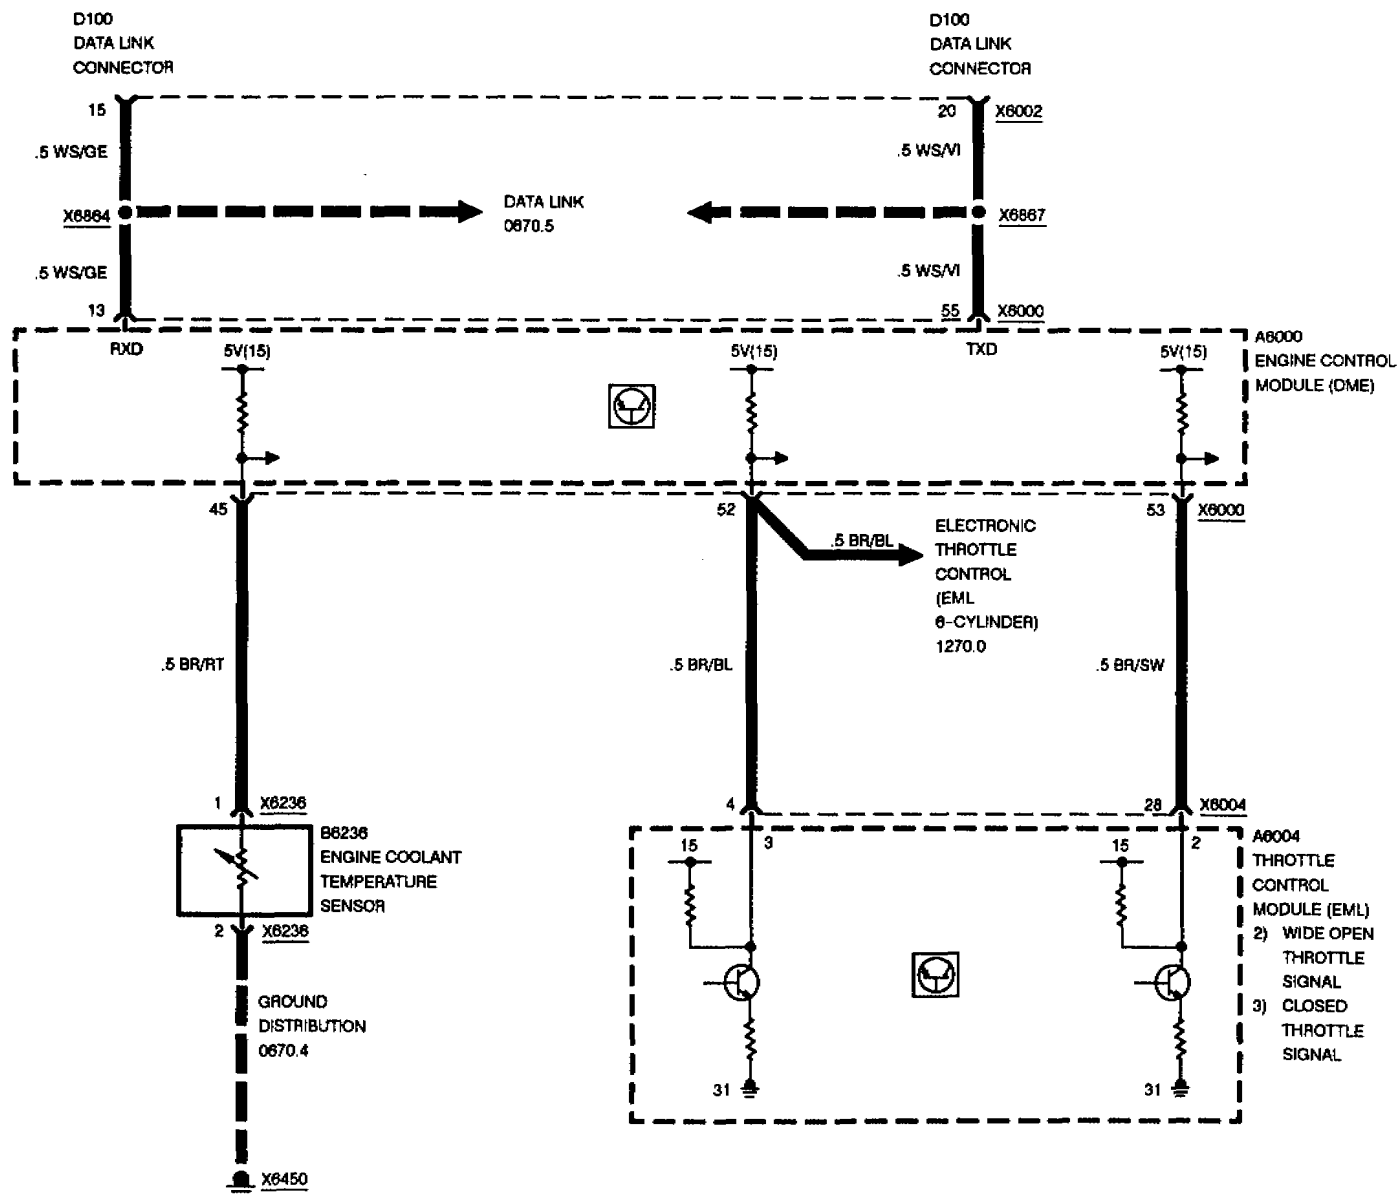 D100
DATA LINK
CONNECTOR
D100
DATA LINK
CONNECTOR
15
20
X6002
.5 WS/GE
.5 WS/VI
X6864
DATA LINK
0670.5
X6867
.5 WS/GE
.5 WS/VI
13
55
X6000
RXD
5V(15)
5V(15)
TXD
5V(15)
A6000
ENGINE CONTROL
MODULE (DME)
45
52
53
X6000
.5 BR/BL
ELECTRONIC
THROTTLE
CONTROL
(EML
6-CYLINDER)
1270.0
.5 BR/RT
.5 BR/BL
.5 BR/SW
1
X6236
4
28
X6004
B6236
ENGINE COOLANT
TEMPERATURE
SENSOR
15
3
15
2
A6004
THROTTLE
CONTROL
MODULE (EML)
2) WIDE OPEN
THROTTLE
SIGNAL
3) CLOSED
THROTTLE
SIGNAL
2
X6236
GROUND
DISTRIBUTION
0670.4
31
31
X6450